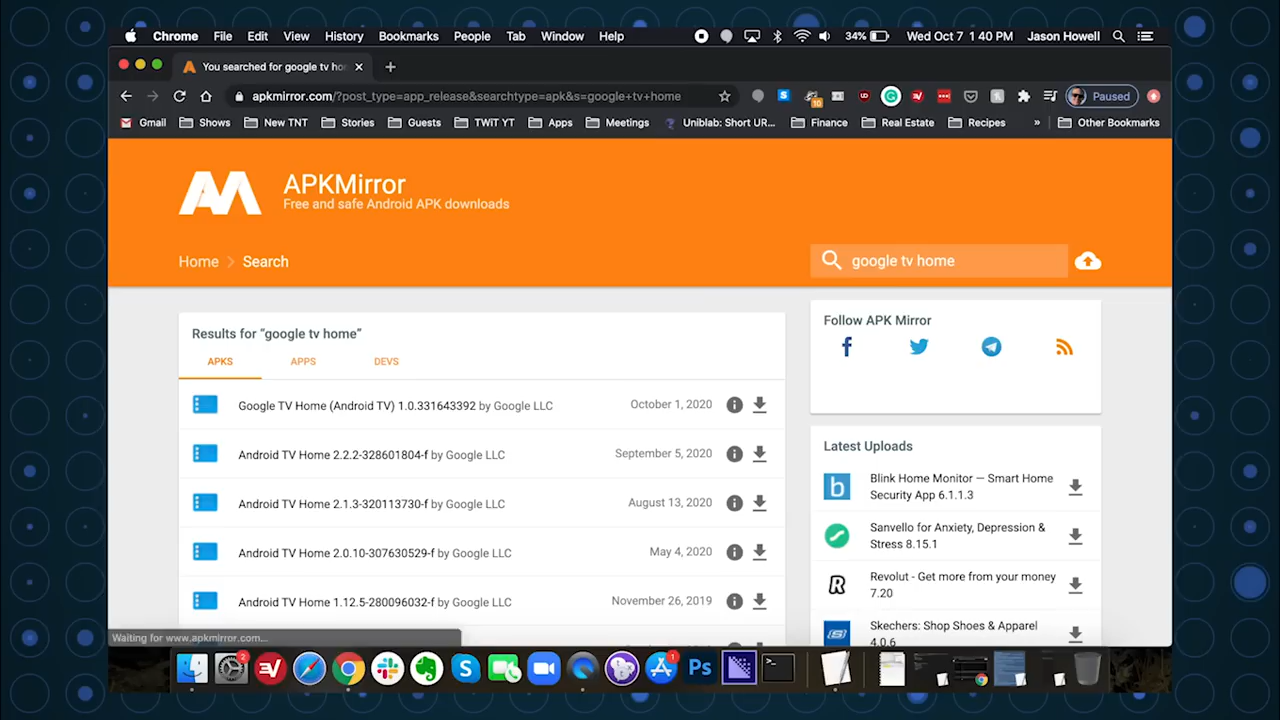 Chrome File Edit View History Bookmarks People Tab Window Help 34% Wed Oct 7 1:40 PM Jason Howell
You searched for google tv ho
apkmirror.com/?post_type=app_release&searchtype=apk&s=google+tv+home
10
Paused
Gmail Shows New TNT Stories Guests TWiT YT Apps Meetings Uniblab: Short UR... Finance Real Estate Recipes » Other Bookmarks
APKMirror
Free and safe Android APK downloads
Home > Search
google tv home
Results for "google tv home"
APKS APPS DEVS
Google TV Home (Android TV) 1.0.331643392 by Google LLC October 1, 2020
Android TV Home 2.2.2-328601804-f by Google LLC September 5, 2020
Android TV Home 2.1.3-320113730-f by Google LLC August 13, 2020
Android TV Home 2.0.10-307630529-f by Google LLC May 4, 2020
Android TV Home 1.12.5-280096032-f by Google LLC November 26, 2019
Follow APK Mirror
Latest Uploads
Blink Home Monitor — Smart Home
Security App 6.1.1.3
Sanvello for Anxiety, Depression &
Stress 8.15.1
Revolut - Get more from your money
7.20
Skechers: Shop Shoes & Apparel
4.0.6
Waiting for www.apkmirror.com...
2
1
Ps